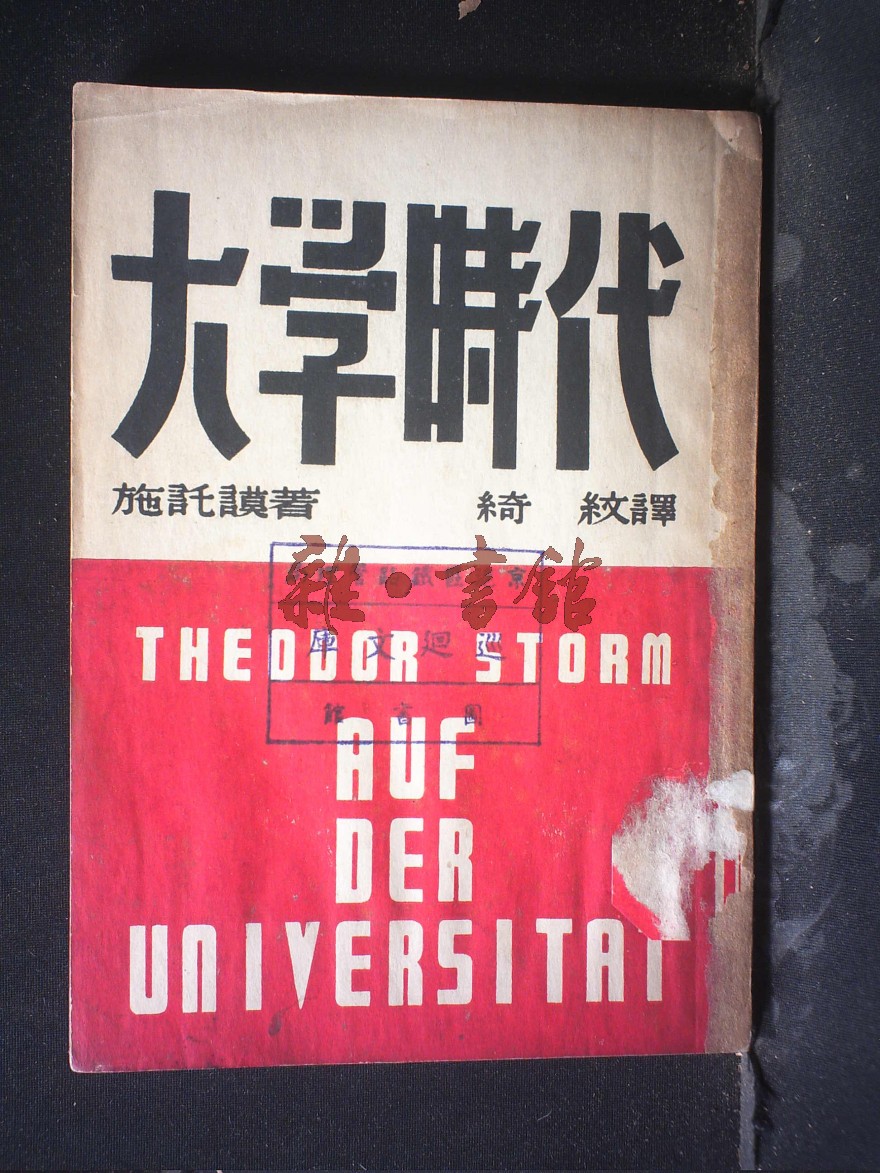 大学時代
施託謨著 綺紋譯
雜·書館
THEODOR STORM
巡迴文庫
圖書館
AUF
DER
UNIVERSITAT